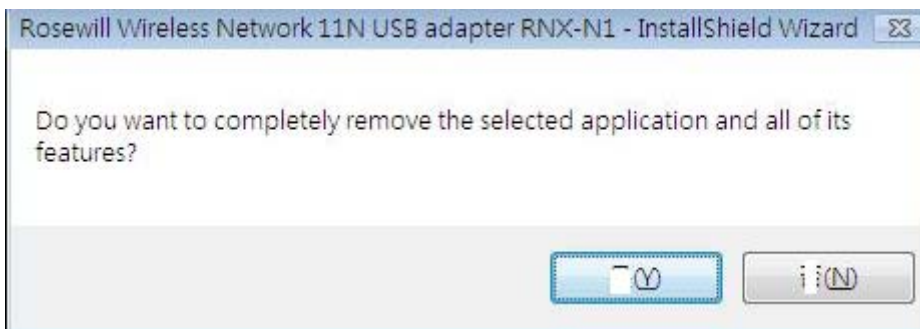 Rosewill Wireless Network 11N USB adapter RNX-N1 - InstallShield Wizard
Do you want to completely remove the selected application and all of its
features?
(Y)
(N)